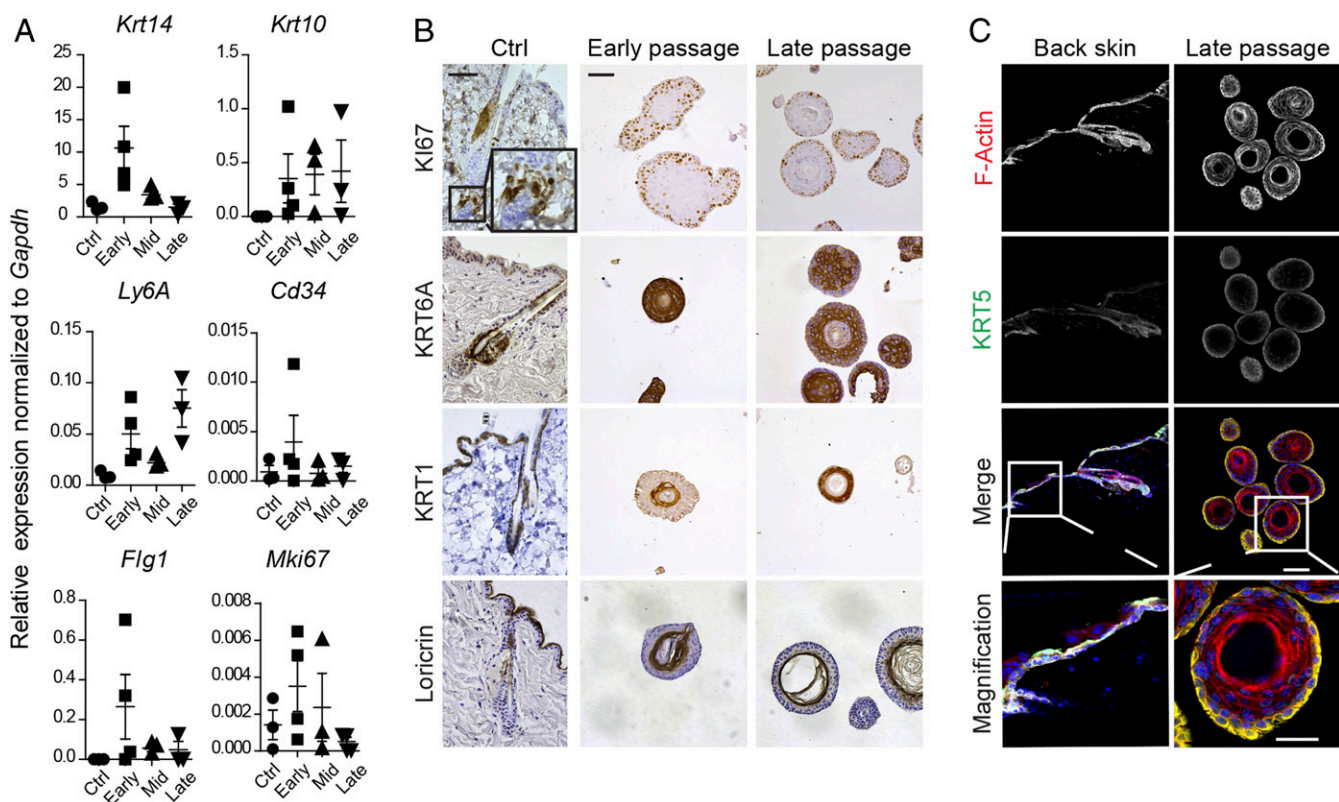 A
Relative expression normalized to Gapdh
Krt14
25
20
15
10
5
0
Ctrl
Early
Mid
Late
Krt10
1.5
1.0
0.5
0.0
Ctrl
Early
Mid
Late
Ly6A
0.15
0.10
0.05
0.00
Ctrl
Early
Mid
Late
Cd34
0.015
0.010
0.005
0.000
Ctrl
Early
Mid
Late
Flg1
0.8
0.6
0.4
0.2
0.0
Ctrl
Early
Mid
Late
Mki67
0.008
0.006
0.004
0.002
0.000
Ctrl
Early
Mid
Late
B
Ctrl
Early passage
Late passage
KI67
KRT6A
KRT1
Loricrin
C
Back skin
Late passage
F-Actin
KRT5
Merge
Magnification